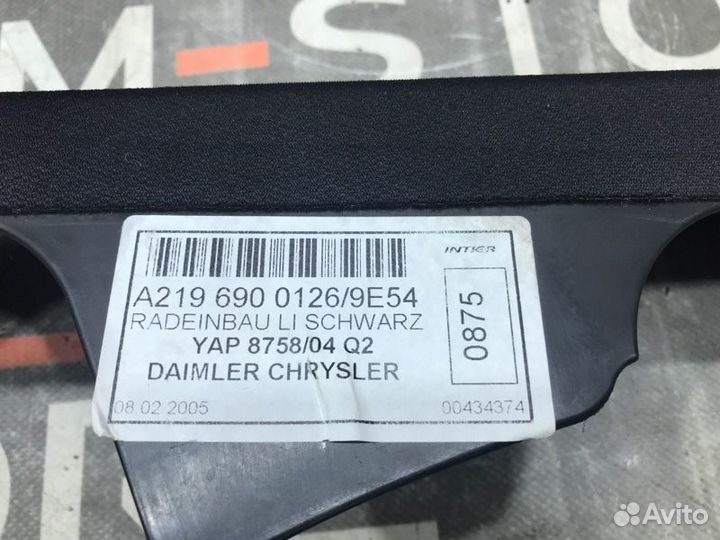 M-STO
INTIER
A219 690 0126/9E54
RADEINBAU LI SCHWARZ
YAP 8758/04 Q2
DAIMLER CHRYSLER
0875
08.02.2005
00434374
Avito